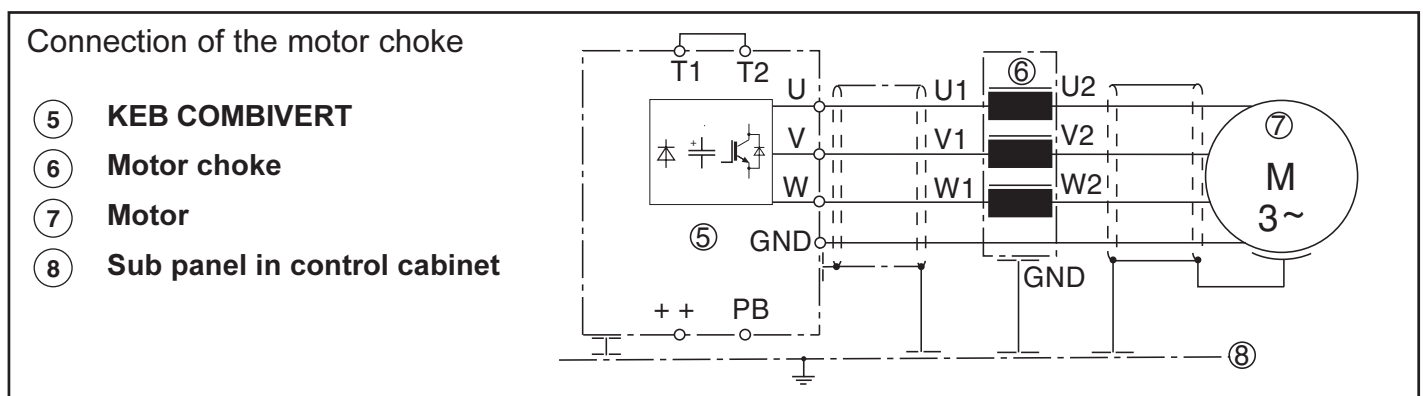 Connection of the motor choke
5 KEB COMBIVERT
6 Motor choke
7 Motor
8 Sub panel in control cabinet
T1 T2
6
U U1 U2
7
V V1 V2
M
W W1 W2
3~
5 GND
GND
+ + PB
8
+